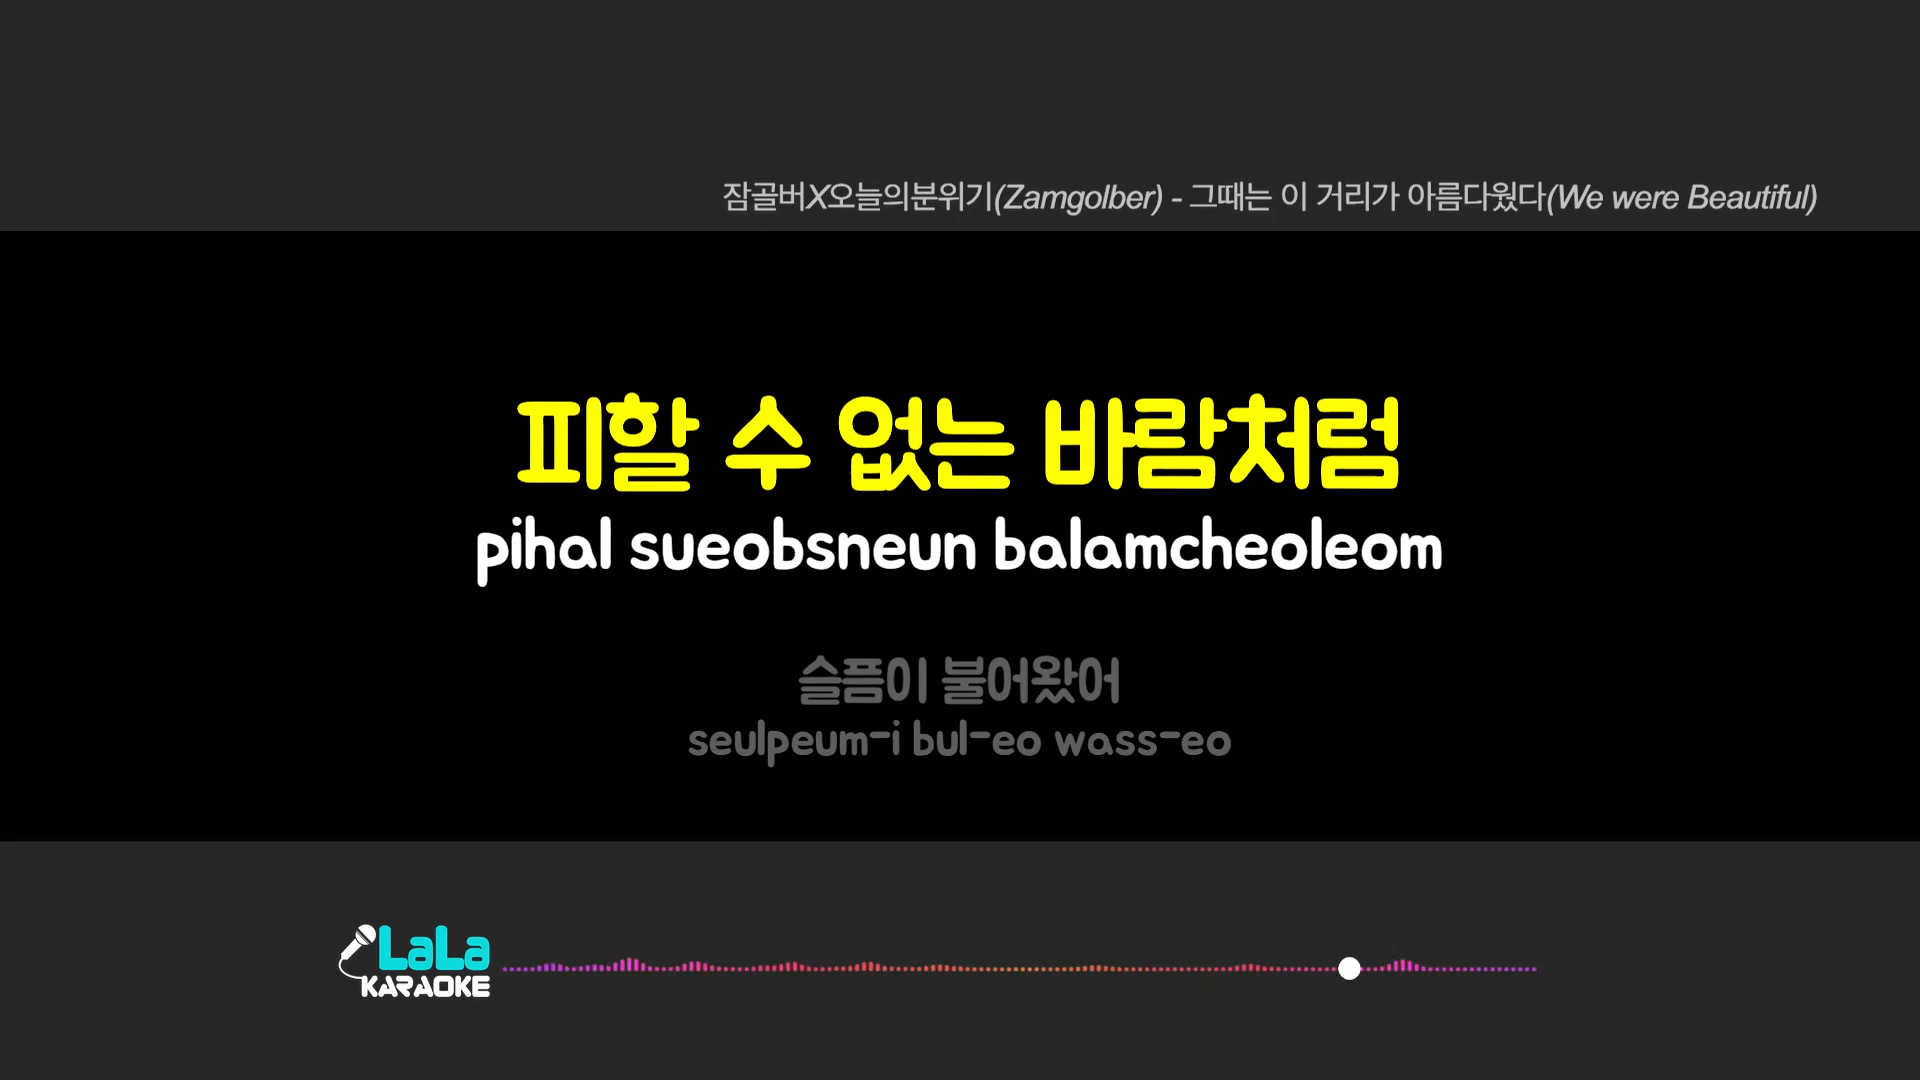 잠골버X오늘의분위기(Zamgolber) - 그때는 이 거리가 아름다웠다(We were Beautiful)
피할 수 없는 바람처럼
pihal sueobsneun balamcheoleom
슬픔이 불어왔어
seulpeum-i bul-eo wass-eo
LaLa
KARAOKE